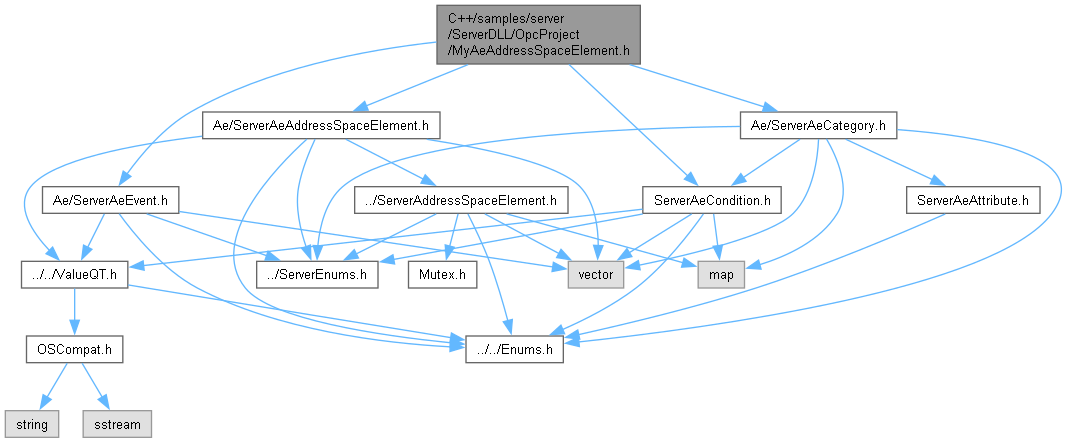 C++/samples/server
/ServerDLL/OpcProject
/MyAeAddressSpaceElement.h
Ae/ServerAeAddressSpaceElement.h
Ae/ServerAeCategory.h
Ae/ServerAeEvent.h
../ServerAddressSpaceElement.h
ServerAeCondition.h
ServerAeAttribute.h
../../ValueQT.h
../ServerEnums.h
Mutex.h
vector
map
OSCompat.h
../../Enums.h
string
sstream